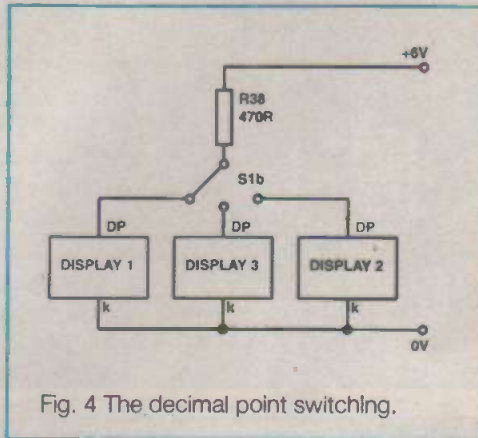 +6V
R38
470R
S1b
DP
DP
DP
DISPLAY 1
DISPLAY 3
DISPLAY 2
k
k
k
0V
Fig. 4 The decimal point switching.